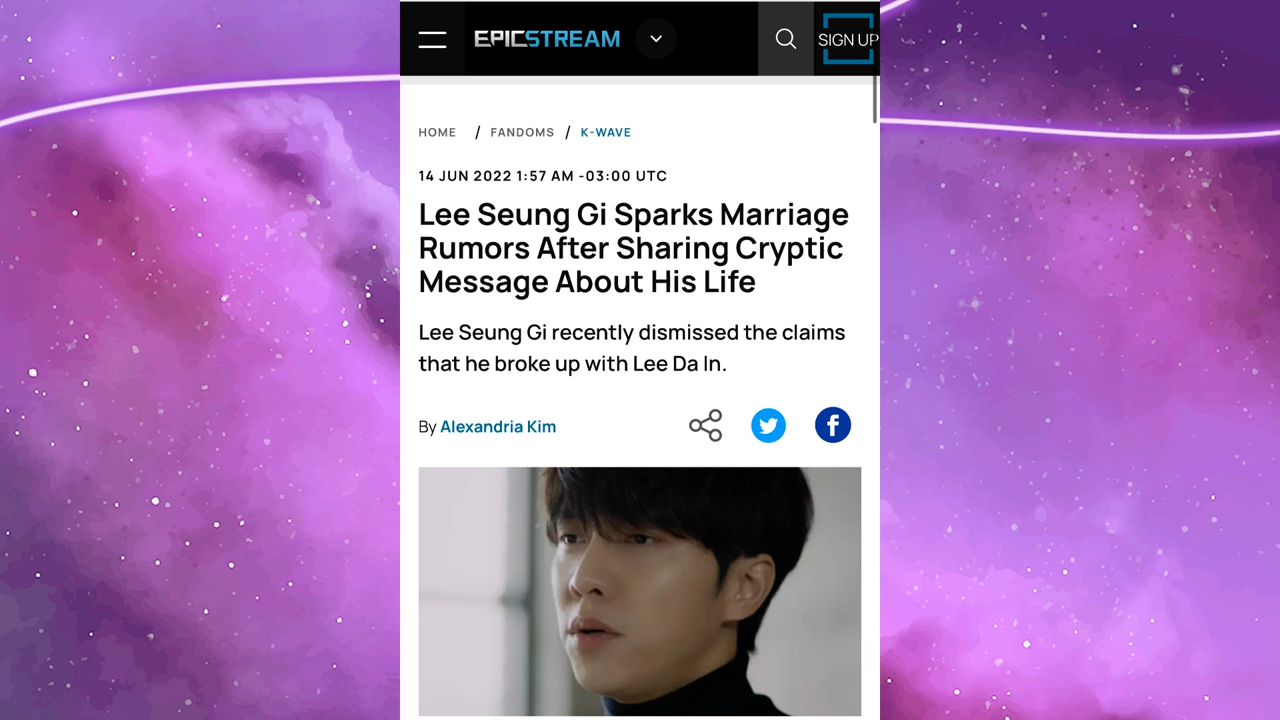 EPICSTREAM
SIGN UP
HOME / FANDOMS / K-WAVE
14 JUN 2022 1:57 AM -03:00 UTC
Lee Seung Gi Sparks Marriage
Rumors After Sharing Cryptic
Message About His Life
Lee Seung Gi recently dismissed the claims
that he broke up with Lee Da In.
By Alexandria Kim